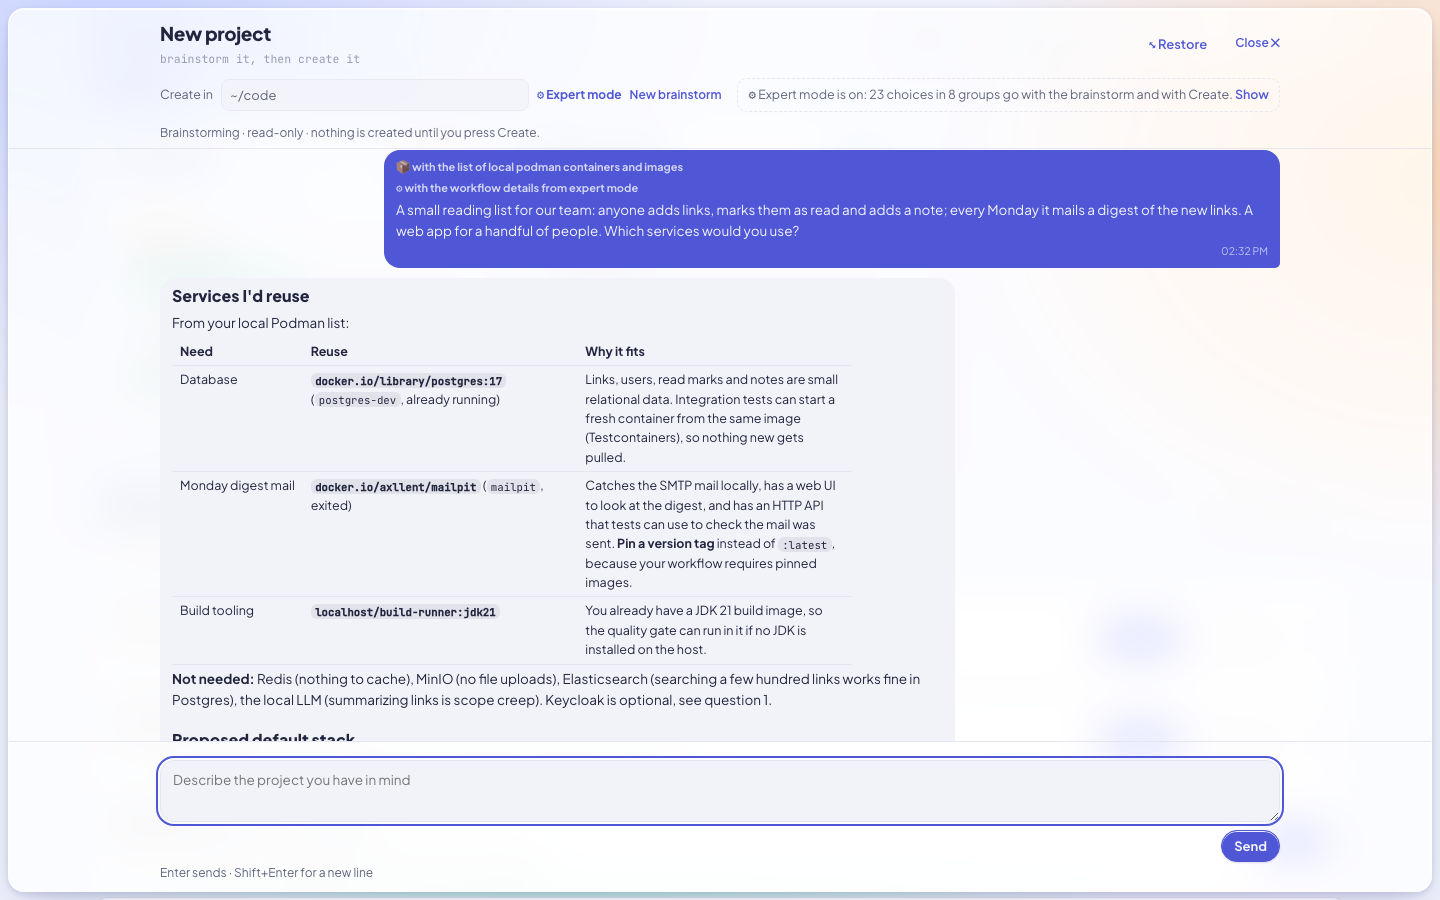 New project
brainstorm it, then create it
Restore
Close
Create in
~/code
Expert mode
New brainstorm
Expert mode is on: 23 choices in 8 groups go with the brainstorm and with Create. Show
Brainstorming · read-only · nothing is created until you press Create.
with the list of local podman containers and images
with the workflow details from expert mode
A small reading list for our team: anyone adds links, marks them as read and adds a note; every Monday it mails a digest of the new links. A
web app for a handful of people. Which services would you use?
02:32 PM
Services I'd reuse
From your local Podman list:
Need Reuse Why it fits
Database
docker.io/library/postgres:17
(postgres-dev, already running)
Links, users, read marks and notes are small
relational data. Integration tests can start a
fresh container from the same image
(Testcontainers), so nothing new gets
pulled.
Monday digest mail
docker.io/axllent/mailpit (mailpit,
exited)
Catches the SMTP mail locally, has a web UI
to look at the digest, and has an HTTP API
that tests can use to check the mail was
sent. Pin a version tag instead of :latest,
because your workflow requires pinned
images.
Build tooling
localhost/build-runner:jdk21
You already have a JDK 21 build image, so
the quality gate can run in it if no JDK is
installed on the host.
Not needed: Redis (nothing to cache), MinIO (no file uploads), Elasticsearch (searching a few hundred links works fine in
Postgres), the local LLM (summarizing links is scope creep). Keycloak is optional, see question 1.
Proposed default stack
Describe the project you have in mind
Send
Enter sends · Shift+Enter for a new line